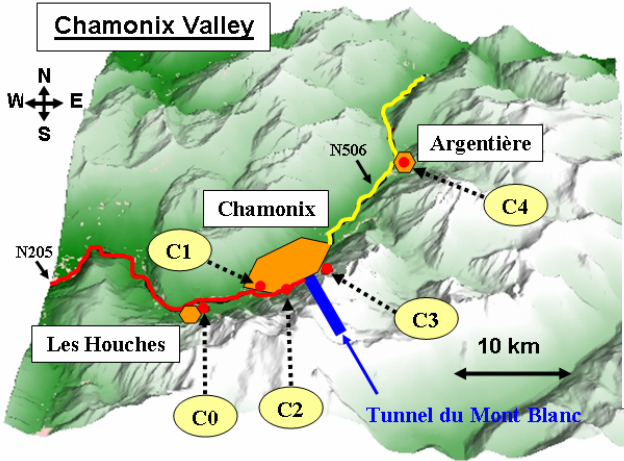 Chamonix Valley
N
W E
S
N506
Argentière
Chamonix
C4
C1
N205
C3
Les Houches
10 km
C0
C2
Tunnel du Mont Blanc